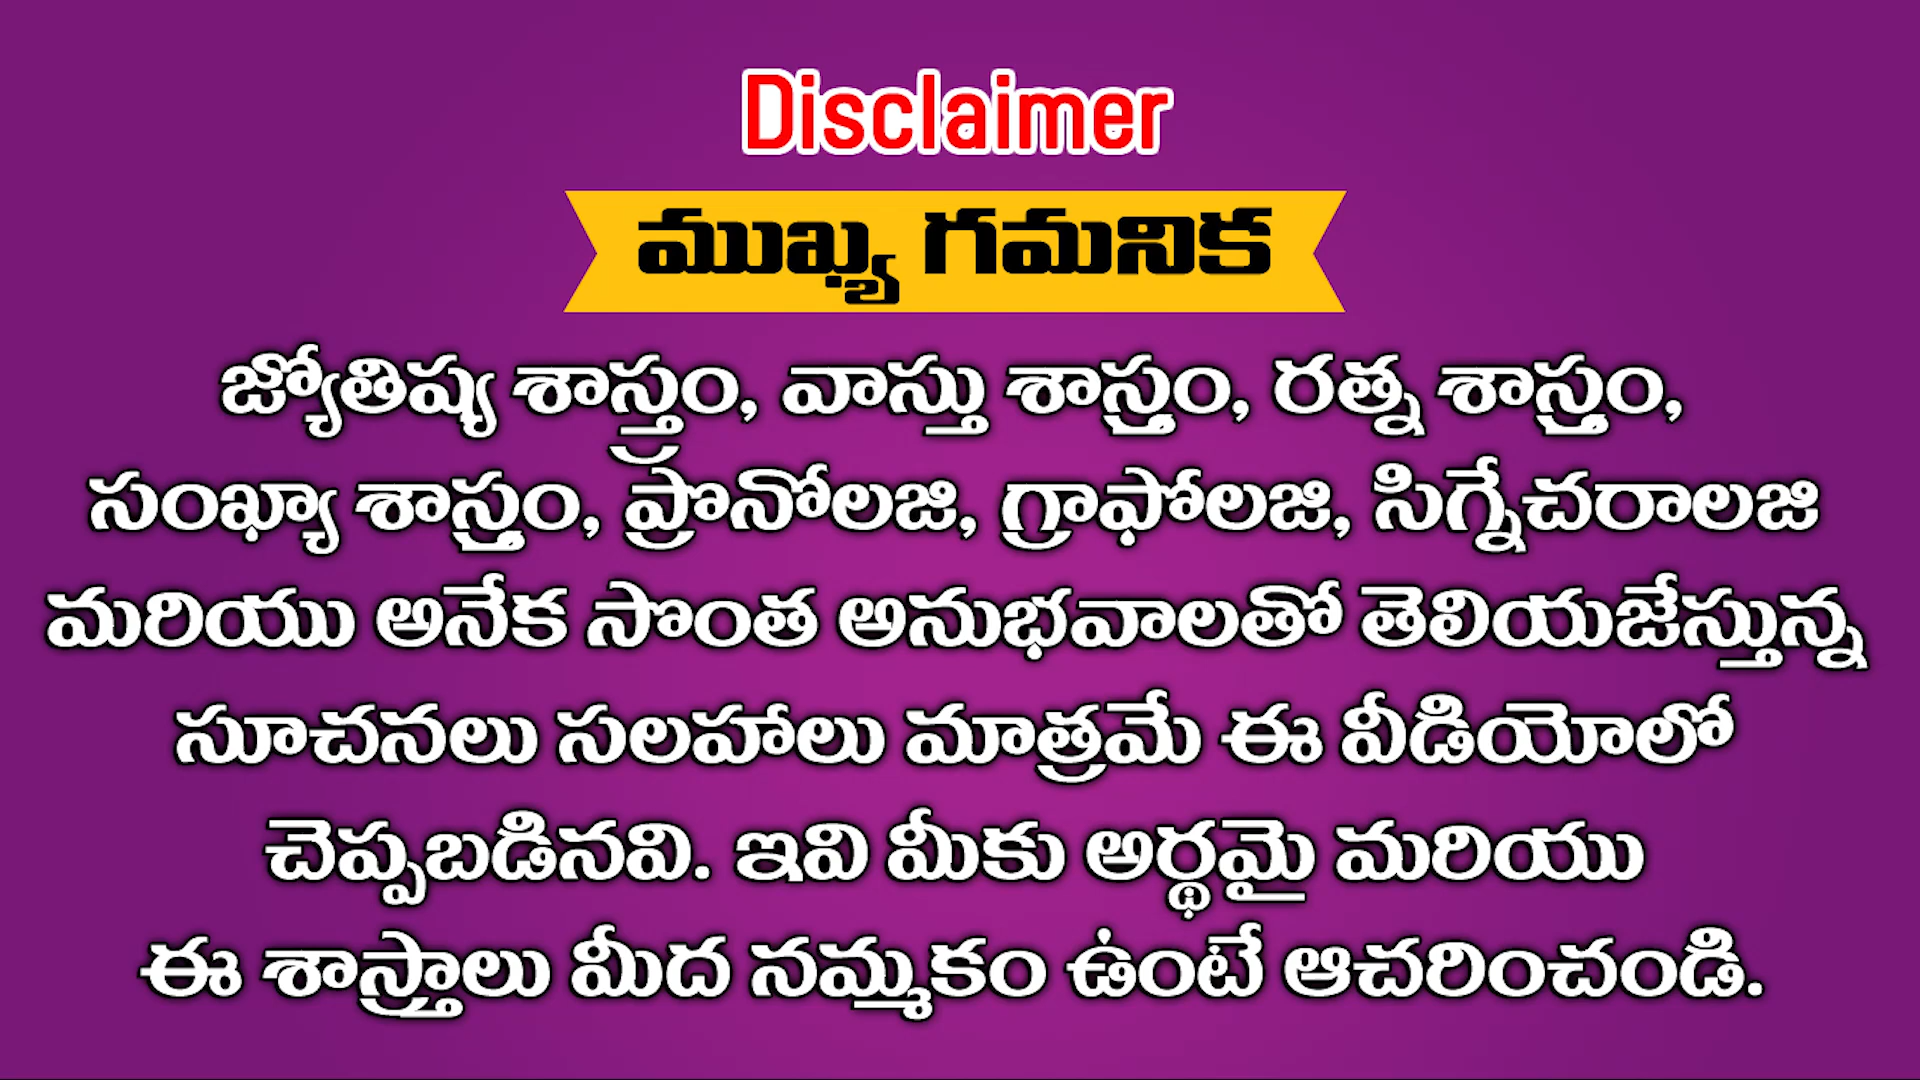 Disclaimer
ముఖ్య గమనిక
జ్యోతిష్య శాస్త్రం, వాస్తు శాస్త్రం, రత్న శాస్త్రం,
సంఖ్యా శాస్త్రం, ప్రొనోలజి, గ్రాఫోలజి, సిగ్నేచరాలజి
మరియు అనేక సొంత అనుభవాలతో తెలియజేస్తున్న
సూచనలు సలహాలు మాత్రమే ఈ వీడియోలో
చెప్పబడినవి. ఇవి మీకు అర్థమై మరియు
ఈ శాస్త్రాలు మీద నమ్మకం ఉంటే ఆచరించండి.